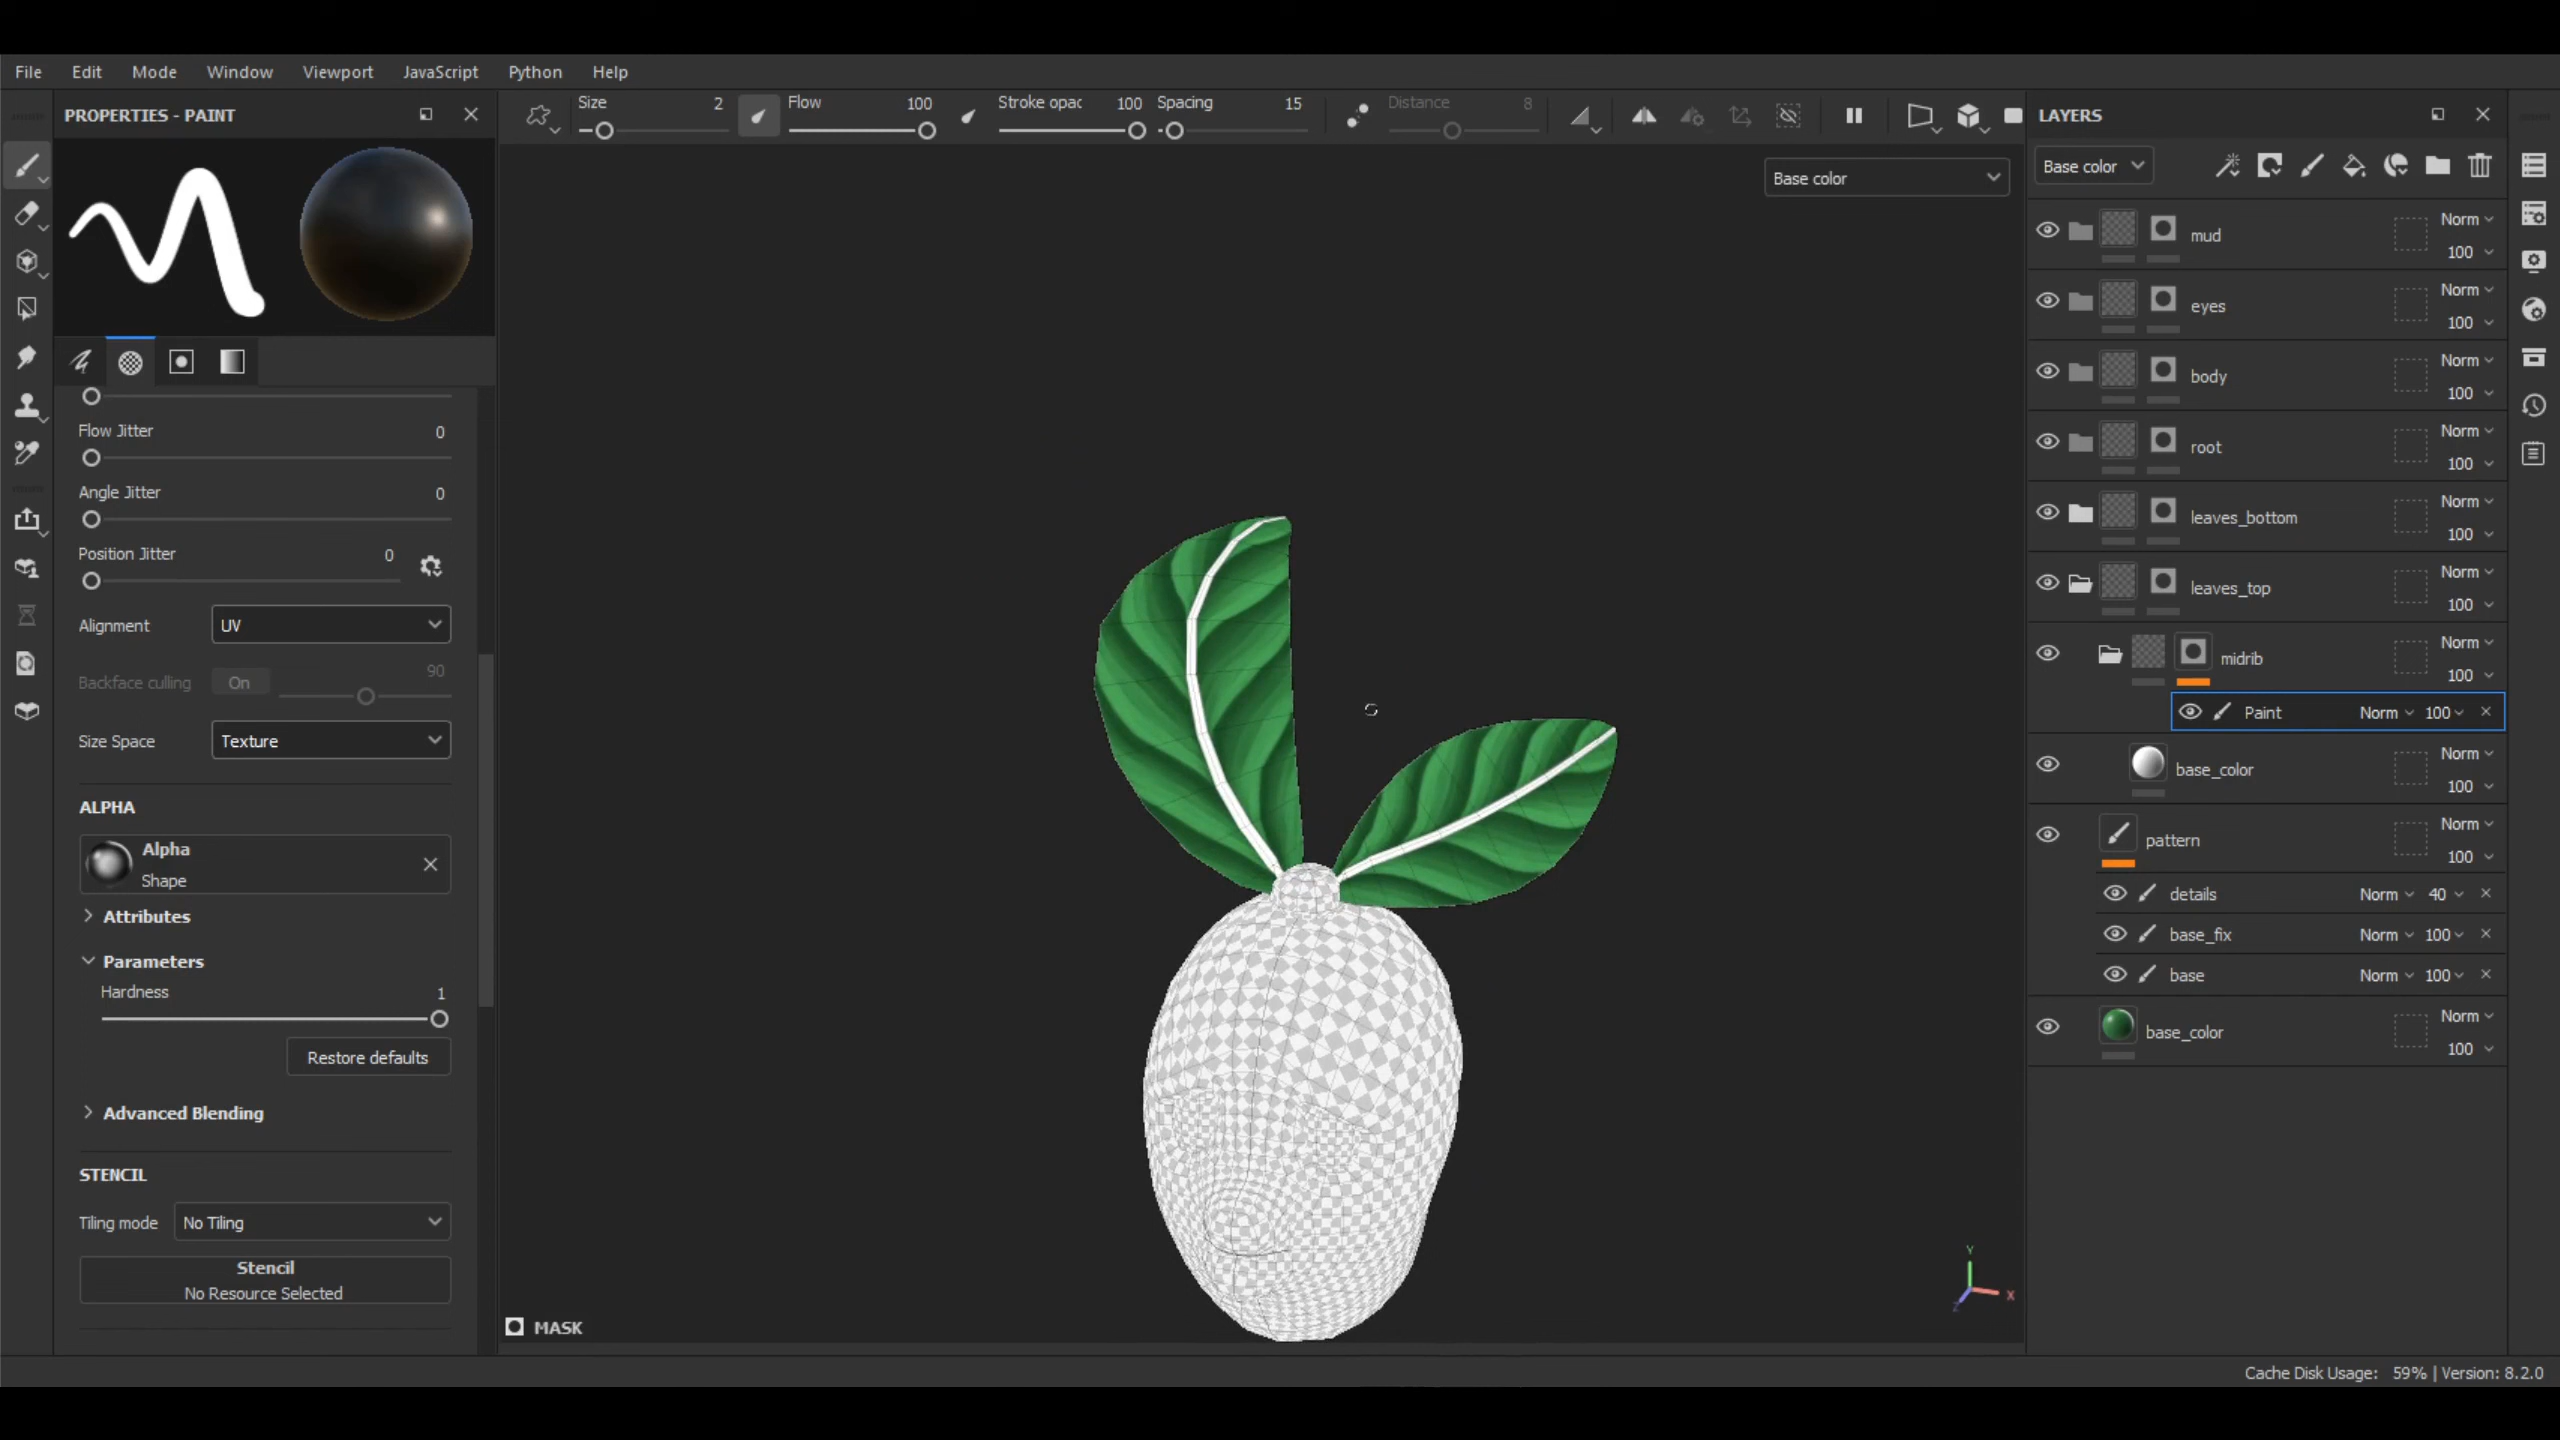 File Edit Mode Window Viewport JavaScript Python Help
PROPERTIES - PAINT
Size 2
Flow 100
Stroke opac 100
Spacing 15
Distance 8
Base color
Flow Jitter 0
Angle Jitter 0
Position Jitter 0
Alignment UV
Backface culling On 90
Size Space Texture
ALPHA
Alpha
Shape
Attributes
Parameters
Hardness 1
Restore defaults
Advanced Blending
STENCIL
Tiling mode No Tiling
Stencil
No Resource Selected
MASK
Y
X
Z
LAYERS
Base color
mud Norm 100
eyes Norm 100
body Norm 100
root Norm 100
leaves_bottom Norm 100
leaves_top Norm 100
midrib Norm 100
Paint Norm 100
base_color Norm 100
pattern Norm 100
details Norm 40
base_fix Norm 100
base Norm 100
base_color Norm 100
Cache Disk Usage: 59% | Version: 8.2.0